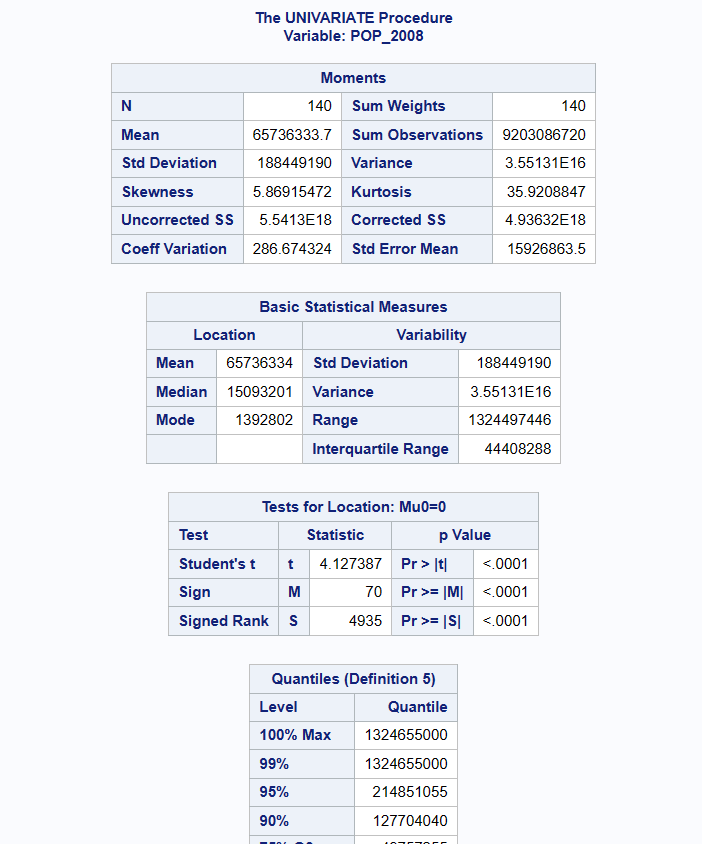 The UNIVARIATE Procedure
Variable: POP_2008
Moments
N 140 Sum Weights 140
Mean 65736333.7 Sum Observations 9203086720
Std Deviation 188449190 Variance 3.55131E16
Skewness 5.86915472 Kurtosis 35.9208847
Uncorrected SS 5.5413E18 Corrected SS 4.93632E18
Coeff Variation 286.674324 Std Error Mean 15926863.5
Basic Statistical Measures
Location Variability
Mean 65736334 Std Deviation 188449190
Median 15093201 Variance 3.55131E16
Mode 1392802 Range 1324497446
Interquartile Range 44408288
Tests for Location: Mu0=0
Test Statistic p Value
Student's t t 4.127387 Pr > |t| <.0001
Sign M 70 Pr >= |M| <.0001
Signed Rank S 4935 Pr >= |S| <.0001
Quantiles (Definition 5)
Level Quantile
100% Max 1324655000
99% 1324655000
95% 214851055
90% 127704040